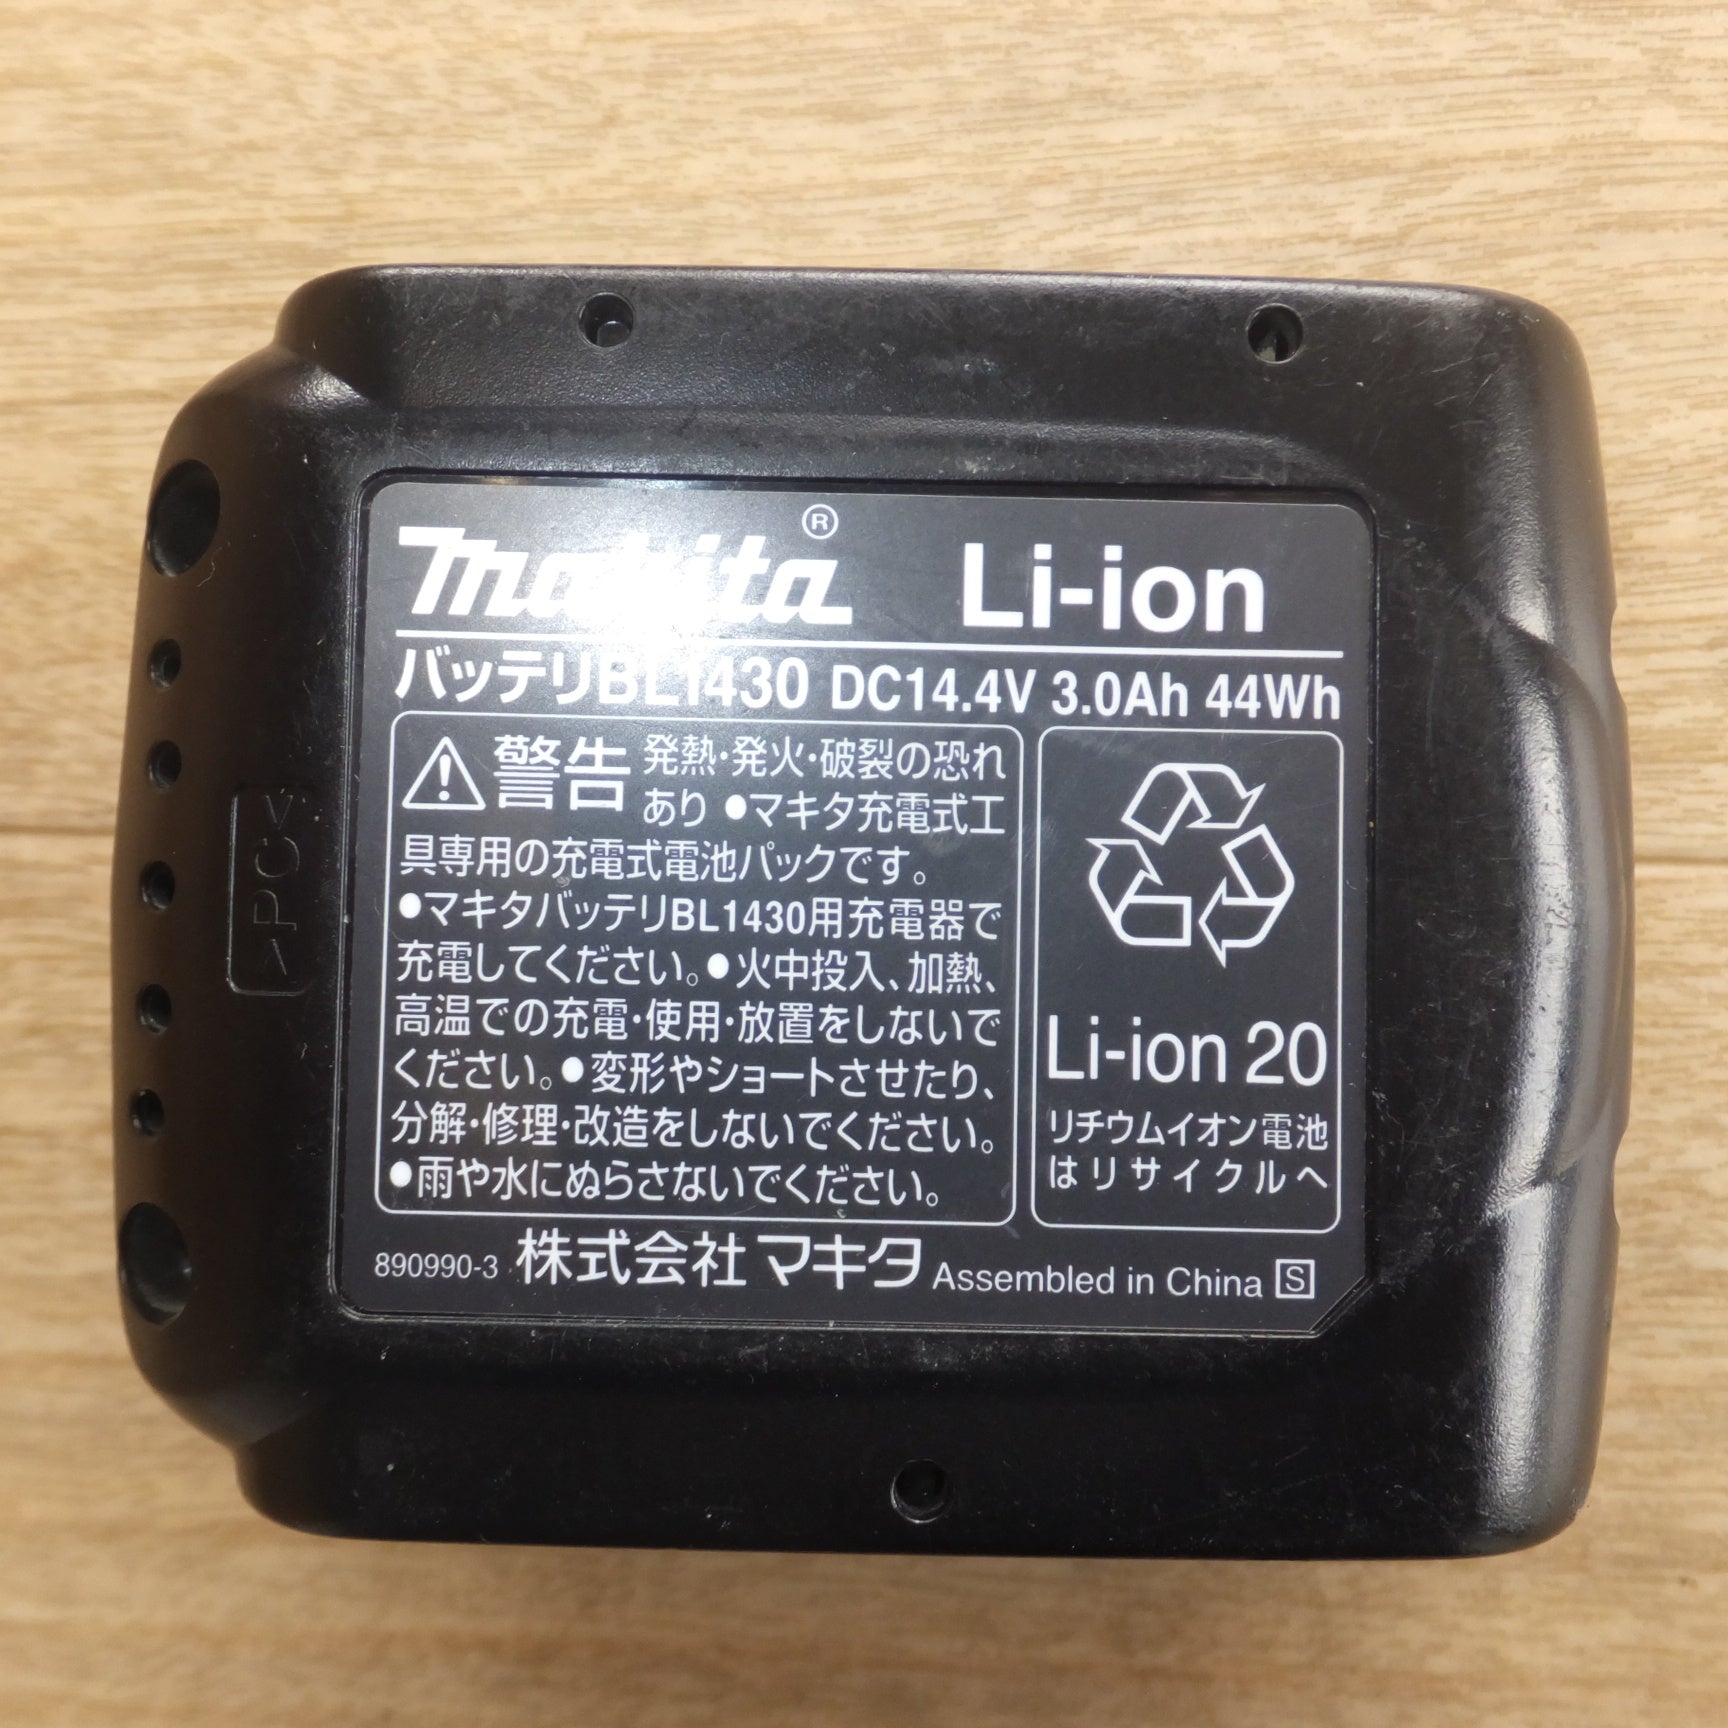 makita® Li-ion
バッテリBL1430 DC14.4V 3.0Ah 44Wh
⚠警告 発熱・発火・破裂の恐れ
あり ●マキタ充電式工
具専用の充電式電池パックです。
●マキタバッテリBL1430用充電器で
充電してください。●火中投入、加熱、
高温での充電・使用・放置をしないで
ください。●変形やショートさせたり、
分解・修理・改造をしないでください。
●雨や水にぬらさないでください。
Li-ion 20
リチウムイオン電池
はリサイクルへ
890990-3 株式会社マキタ Assembled in China S
>PC<